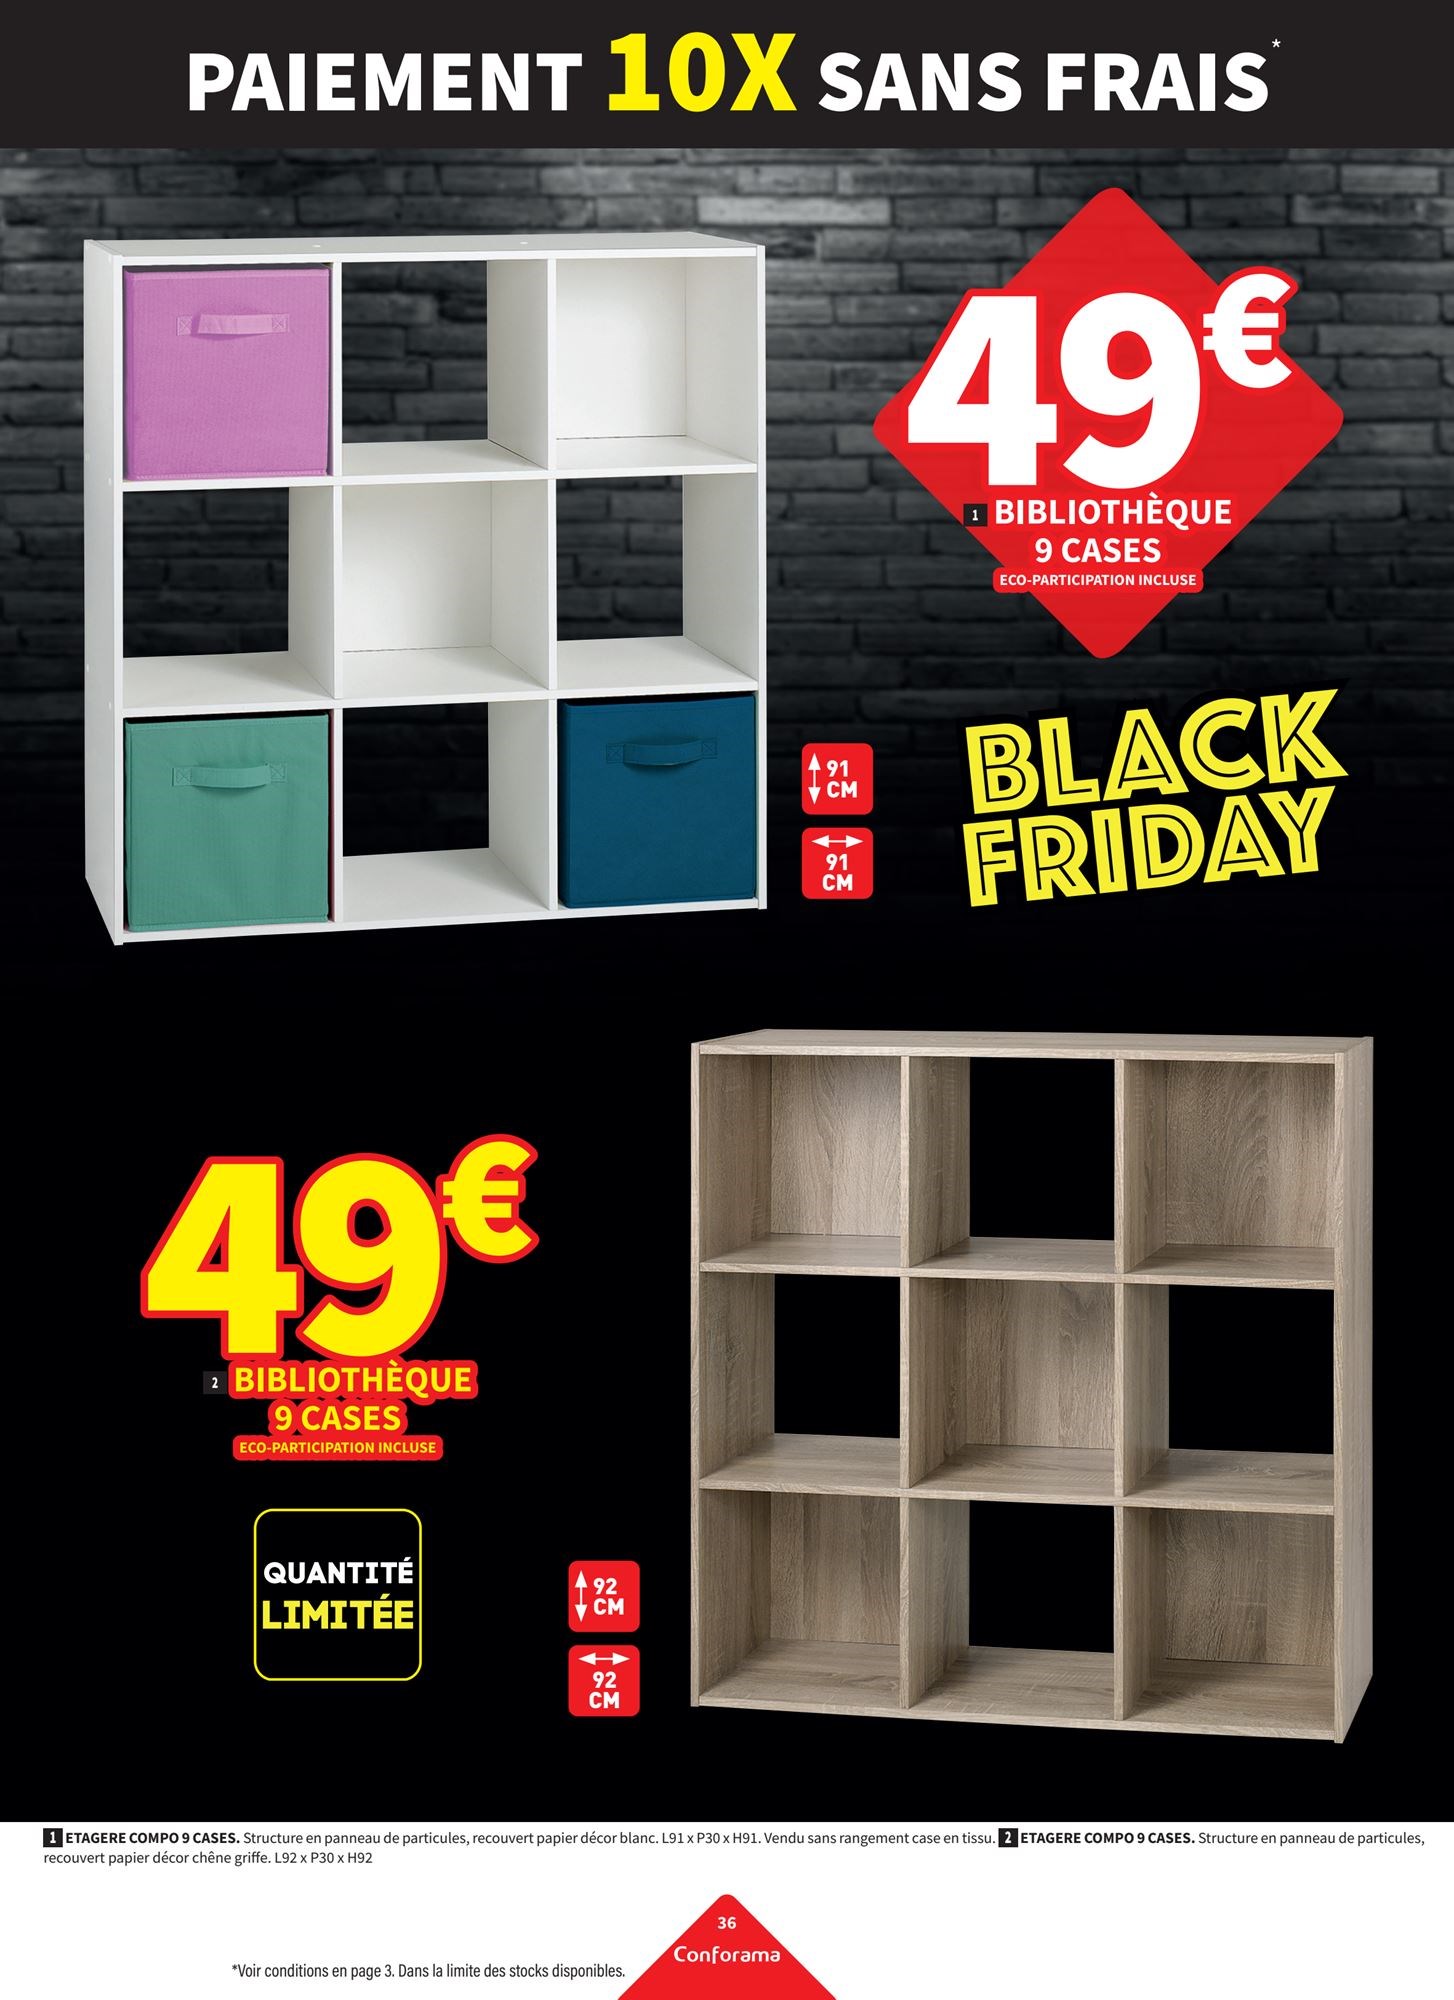 PAIEMENT 10X SANS FRAIS*
49€
1 BIBLIOTHÈQUE
9 CASES
ECO-PARTICIPATION INCLUSE
BLACK
FRIDAY
91
CM
91
CM
49€
2 BIBLIOTHÈQUE
9 CASES
ECO-PARTICIPATION INCLUSE
QUANTITÉ
LIMITÉE
92
CM
92
CM
1 ETAGERE COMPO 9 CASES. Structure en panneau de particules, recouvert papier décor blanc. L91 x P30 x H91. Vendu sans rangement case en tissu. 2 ETAGERE COMPO 9 CASES. Structure en panneau de particules,
recouvert papier décor chêne griffe. L92 x P30 x H92
36
Conforama
*Voir conditions en page 3. Dans la limite des stocks disponibles.